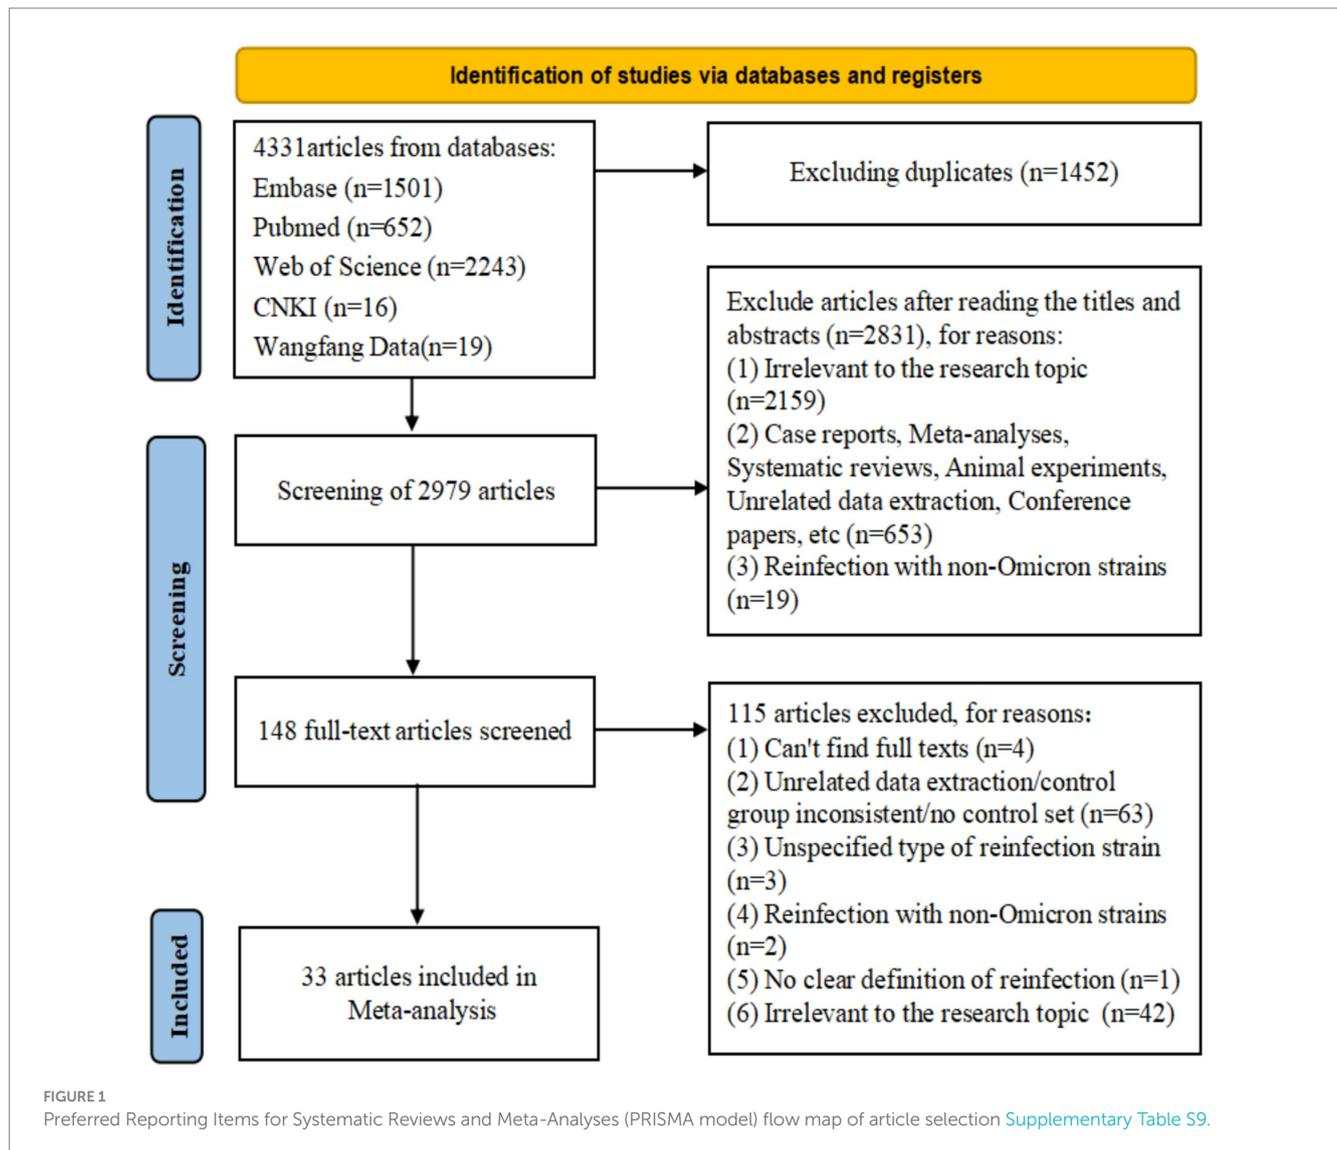 Identification of studies via databases and registers
Identification
4331articles from databases:
Embase (n=1501)
Pubmed (n=652)
Web of Science (n=2243)
CNKI (n=16)
Wangfang Data(n=19)
Excluding duplicates (n=1452)
Screening
Screening of 2979 articles
Exclude articles after reading the titles and
abstracts (n=2831), for reasons:
(1) Irrelevant to the research topic
(n=2159)
(2) Case reports, Meta-analyses,
Systematic reviews, Animal experiments,
Unrelated data extraction, Conference
papers, etc (n=653)
(3) Reinfection with non-Omicron strains
(n=19)
148 full-text articles screened
115 articles excluded, for reasons:
(1) Can't find full texts (n=4)
(2) Unrelated data extraction/control
group inconsistent/no control set (n=63)
(3) Unspecified type of reinfection strain
(n=3)
(4) Reinfection with non-Omicron strains
(n=2)
(5) No clear definition of reinfection (n=1)
(6) Irrelevant to the research topic (n=42)
Included
33 articles included in
Meta-analysis
FIGURE 1
Preferred Reporting Items for Systematic Reviews and Meta-Analyses (PRISMA model) flow map of article selection Supplementary Table S9.